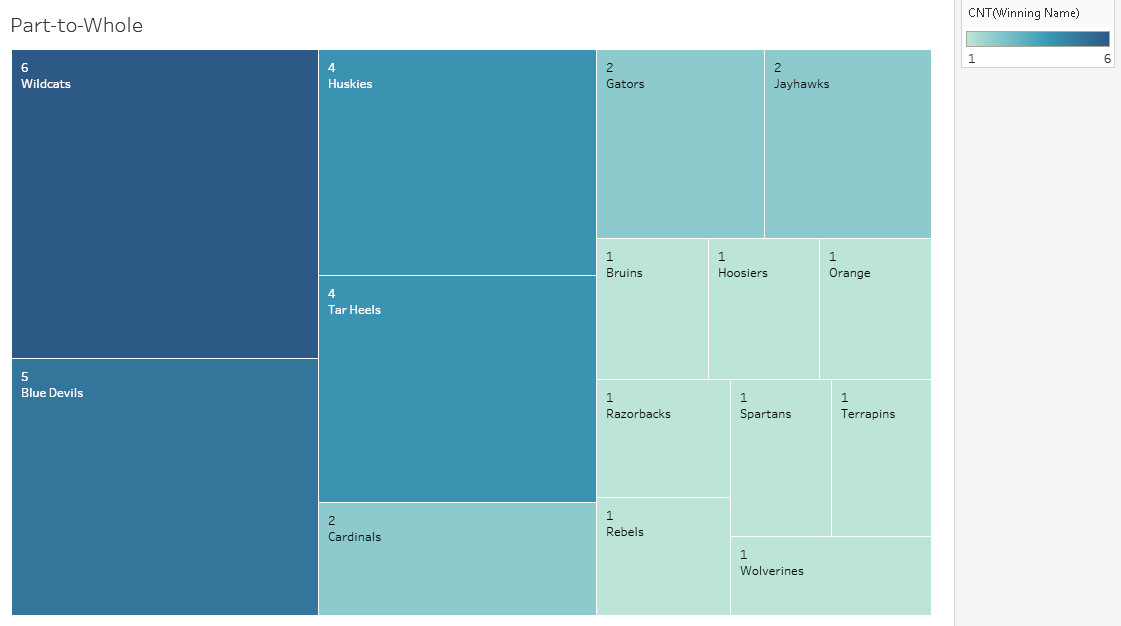 Part-to-Whole
6
Wildcats
5
Blue Devils
4
Huskies
4
Tar Heels
2
Cardinals
2
Gators
2
Jayhawks
1
Bruins
1
Hoosiers
1
Orange
1
Razorbacks
1
Rebels
1
Spartans
1
Terrapins
1
Wolverines
CNT(Winning Name)
1 6